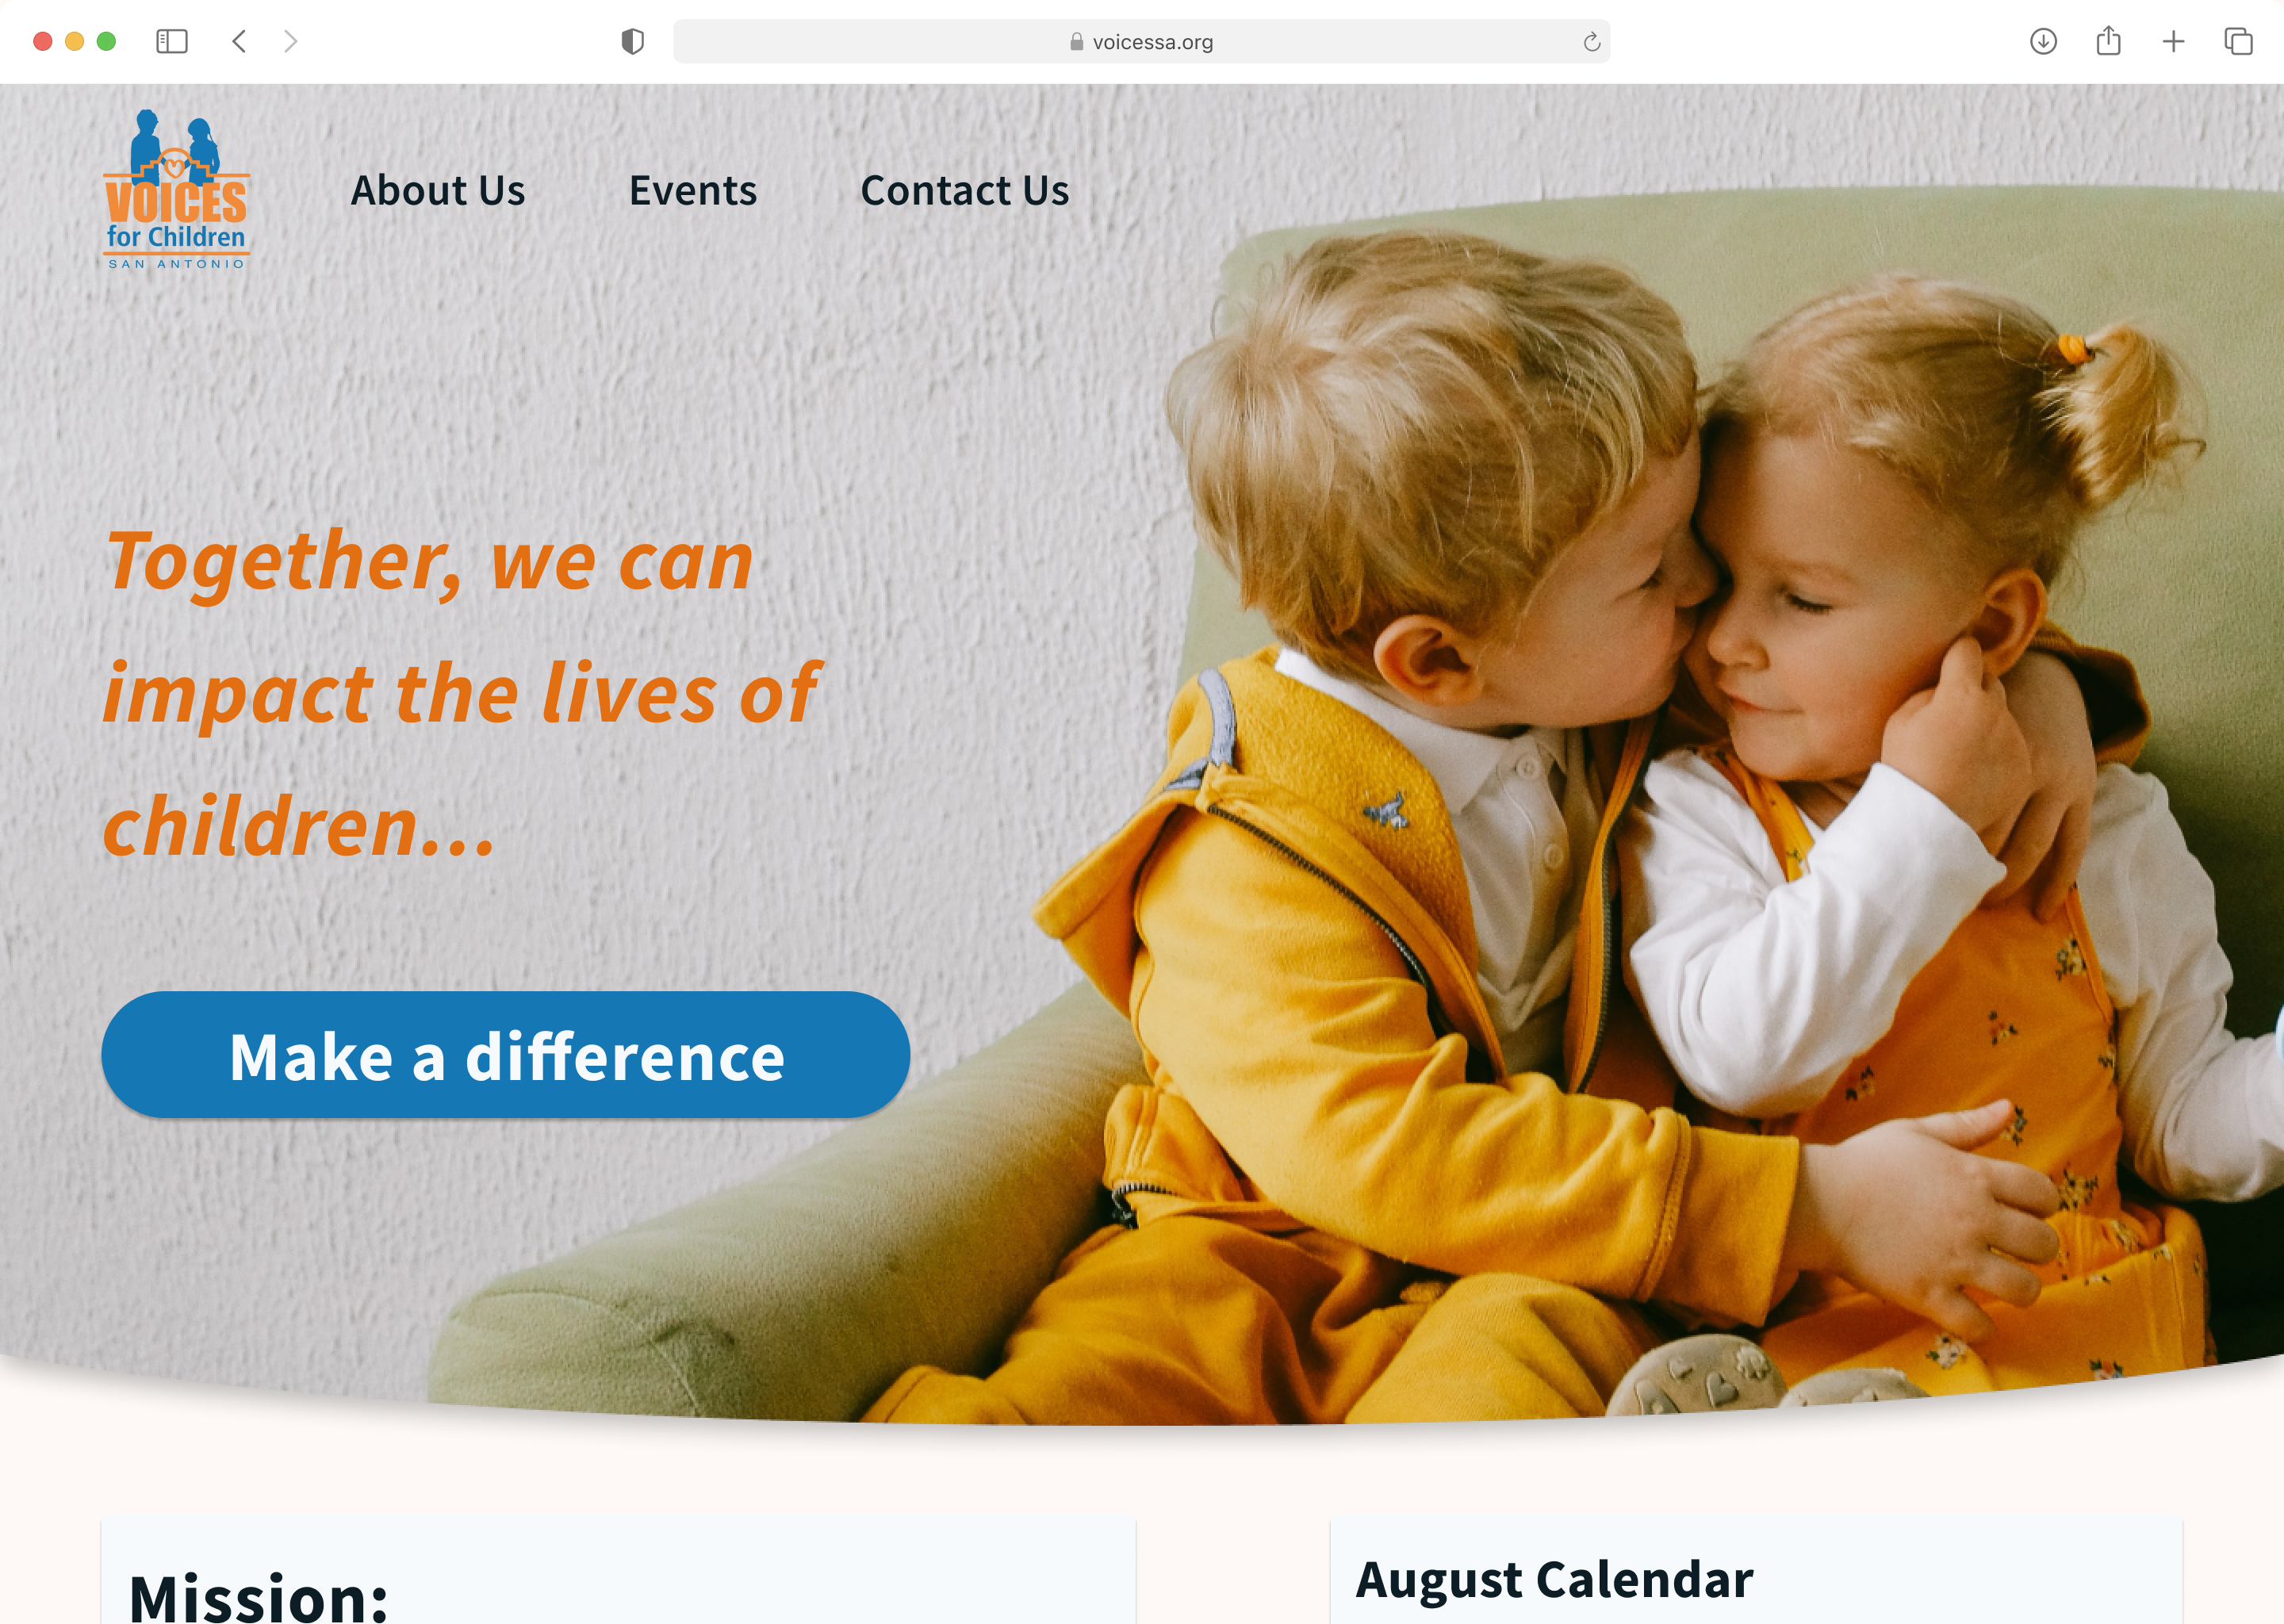 voicessa.org
VOICES
for Children
SAN ANTONIO
About Us
Events
Contact Us
Together, we can
impact the lives of
children...
Make a difference
Mission:
August Calendar